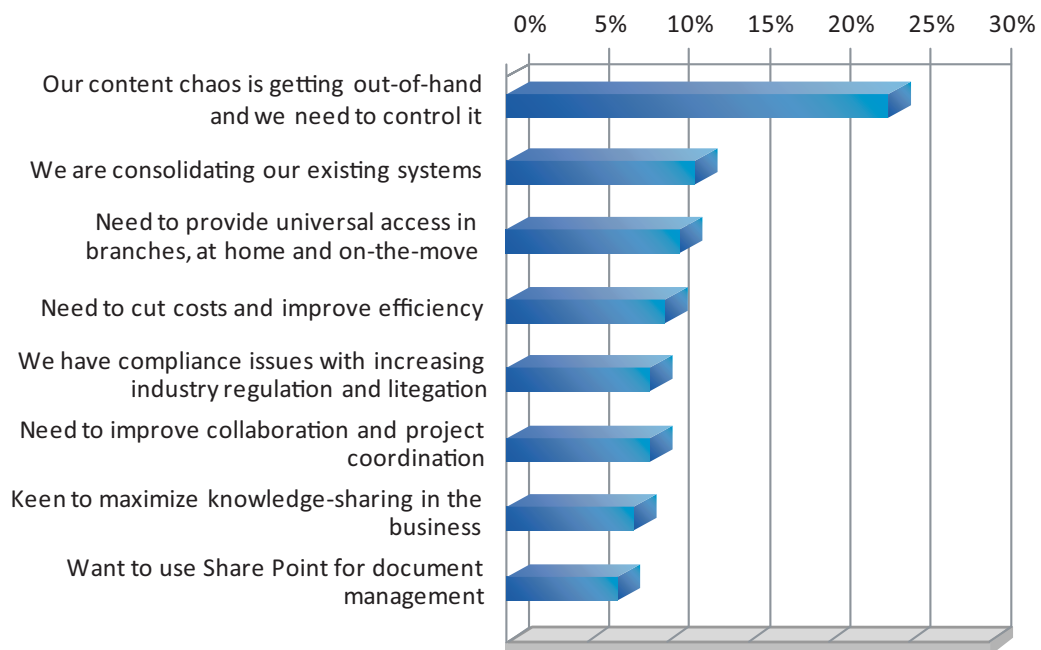 0% 5% 10% 15% 20% 25% 30%
Our content chaos is getting out-of-hand
and we need to control it
We are consolidating our existing systems
Need to provide universal access in
branches, at home and on-the-move
Need to cut costs and improve efficiency
We have compliance issues with increasing
industry regulation and litegation
Need to improve collaboration and project
coordination
Keen to maximize knowledge-sharing in the
business
Want to use Share Point for document
management